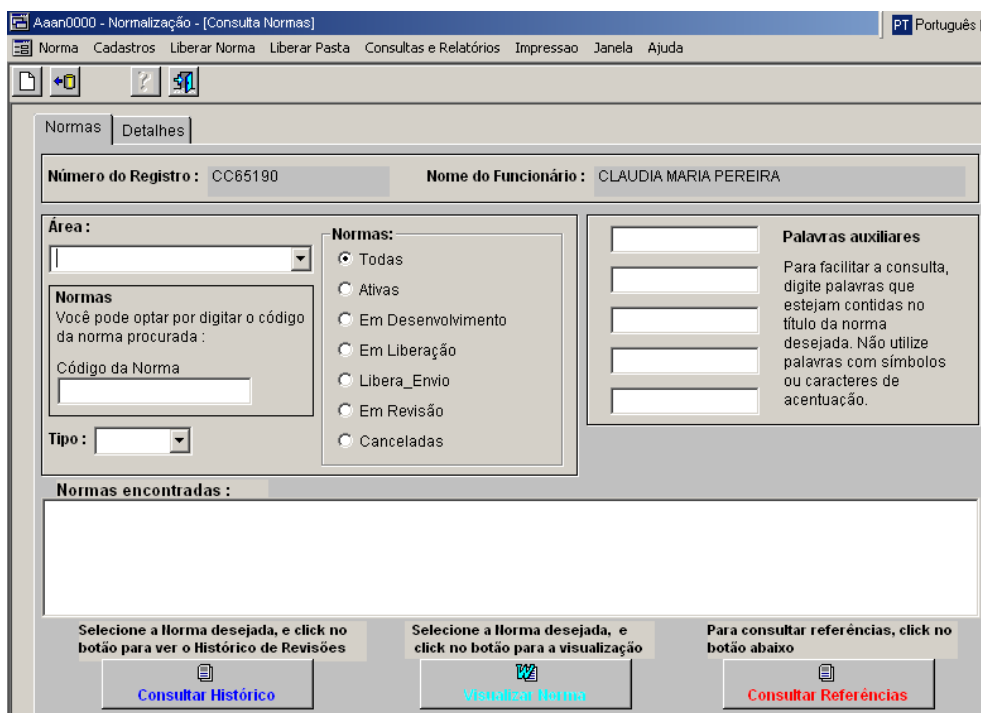 Aaan0000 - Normalização - [Consulta Normas]
PT Português
Norma Cadastros Liberar Norma Liberar Pasta Consultas e Relatórios Impressao Janela Ajuda
Normas Detalhes
Número do Registro : CC65190 Nome do Funcionário : CLAUDIA MARIA PEREIRA
Área :
Normas
Você pode optar por digitar o código
da norma procurada :
Código da Norma
Tipo :
Normas:
Todas
Ativas
Em Desenvolvimento
Em Liberação
Libera_Envio
Em Revisão
Canceladas
Palavras auxiliares
Para facilitar a consulta,
digite palavras que
estejam contidas no
título da norma
desejada. Não utilize
palavras com símbolos
ou caracteres de
acentuação.
Normas encontradas :
Selecione a Norma desejada, e click no
botão para ver o Histórico de Revisões
Consultar Histórico
Selecione a Norma desejada, e
click no botão para a visualização
Visualizar Norma
Para consultar referências, click no
botão abaixo
Consultar Referências